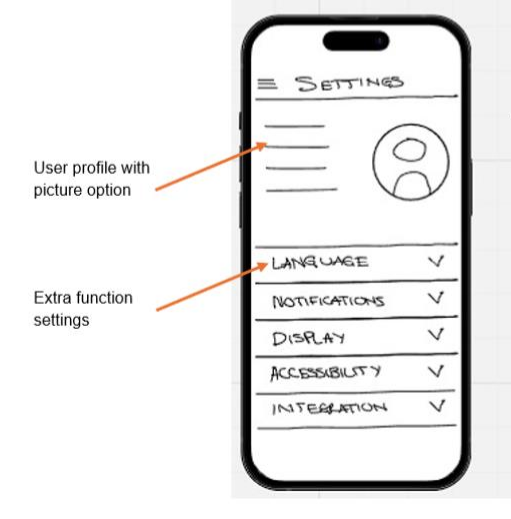 SETTINGS
User profile with
picture option
LANGUAGE
Extra function
settings
NOTIFICATIONS
DISPLAY
ACCESSIBILITY
INTEGRATION